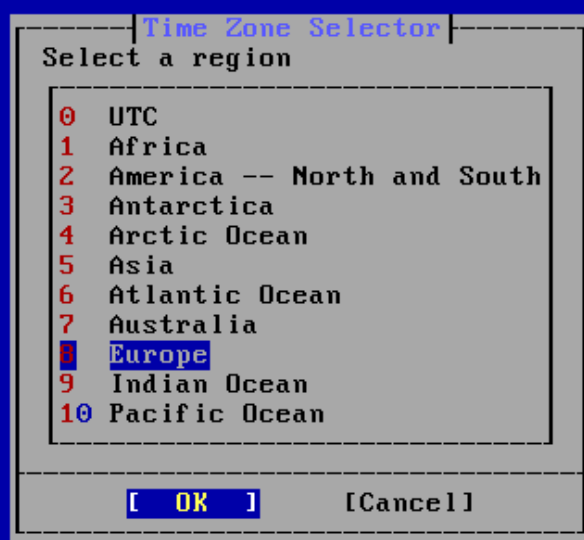 Time Zone Selector
Select a region
0 UTC
1 Africa
2 America -- North and South
3 Antarctica
4 Arctic Ocean
5 Asia
6 Atlantic Ocean
7 Australia
8 Europe
9 Indian Ocean
10 Pacific Ocean
[ OK ] [Cancel]